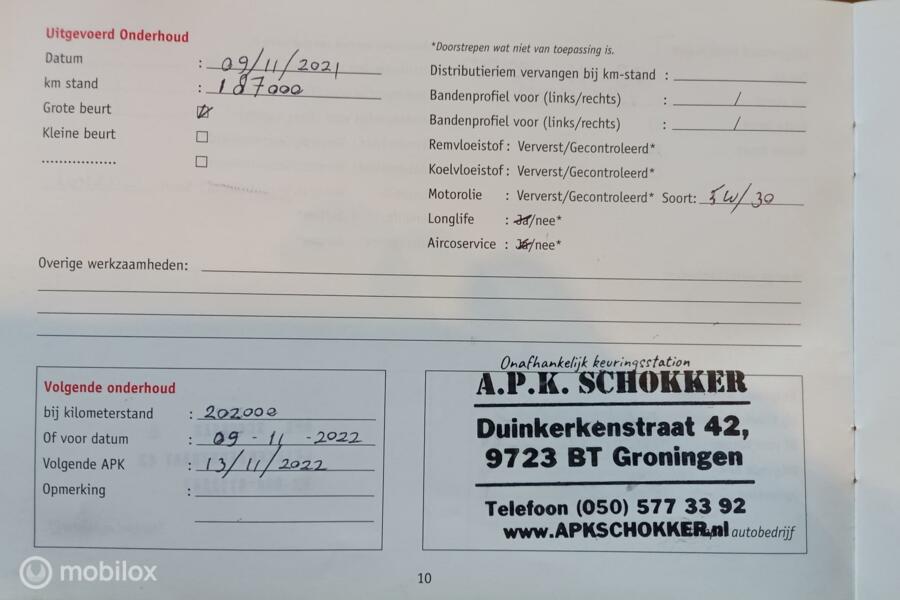 Uitgevoerd Onderhoud
Datum : 09/11/2021
km stand : 187000
Grote beurt
Kleine beurt
..................
*Doorstrepen wat niet van toepassing is.
Distributieriem vervangen bij km-stand :
Bandenprofiel voor (links/rechts) : /
Bandenprofiel voor (links/rechts) : /
Remvloeistof : Ververst/Gecontroleerd*
Koelvloeistof : Ververst/Gecontroleerd*
Motorolie : Ververst/Gecontroleerd* Soort: 5W/30
Longlife : Ja/nee*
Aircoservice : Ja/nee*
Overige werkzaamheden:
Volgende onderhoud
bij kilometerstand : 202000
Of voor datum : 09-11-2022
Volgende APK : 13/11/2022
Opmerking :
Onafhankelijk keuringsstation
A.P.K. SCHOKKER
Duinkerkenstraat 42,
9723 BT Groningen
Telefoon (050) 577 33 92
www.APKSCHOKKER.nl autobedrijf
10
mobilox